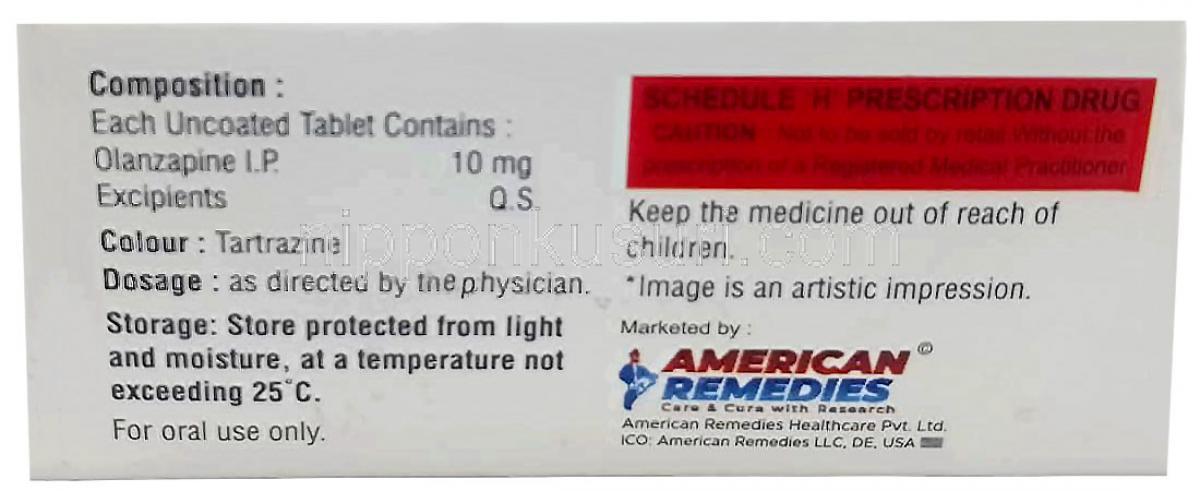 Composition :
Each Uncoated Tablet Contains :
Olanzapine I.P. 10 mg
Excipients Q.S.
Colour : Tartrazine
Dosage : as directed by the physician.
Storage: Store protected from light
and moisture, at a temperature not
exceeding 25°C.
For oral use only.
SCHEDULE 'H' PRESCRIPTION DRUG
CAUTION : Not to be sold by retail Without the
prescription of a Registered Medical Practitioner
Keep the medicine out of reach of
children.
*Image is an artistic impression.
Marketed by :
AMERICAN ©
REMEDIES
Care & Cura with Research
American Remedies Healthcare Pvt. Ltd.
ICO: American Remedies LLC, DE, USA
nipponkusuri.com